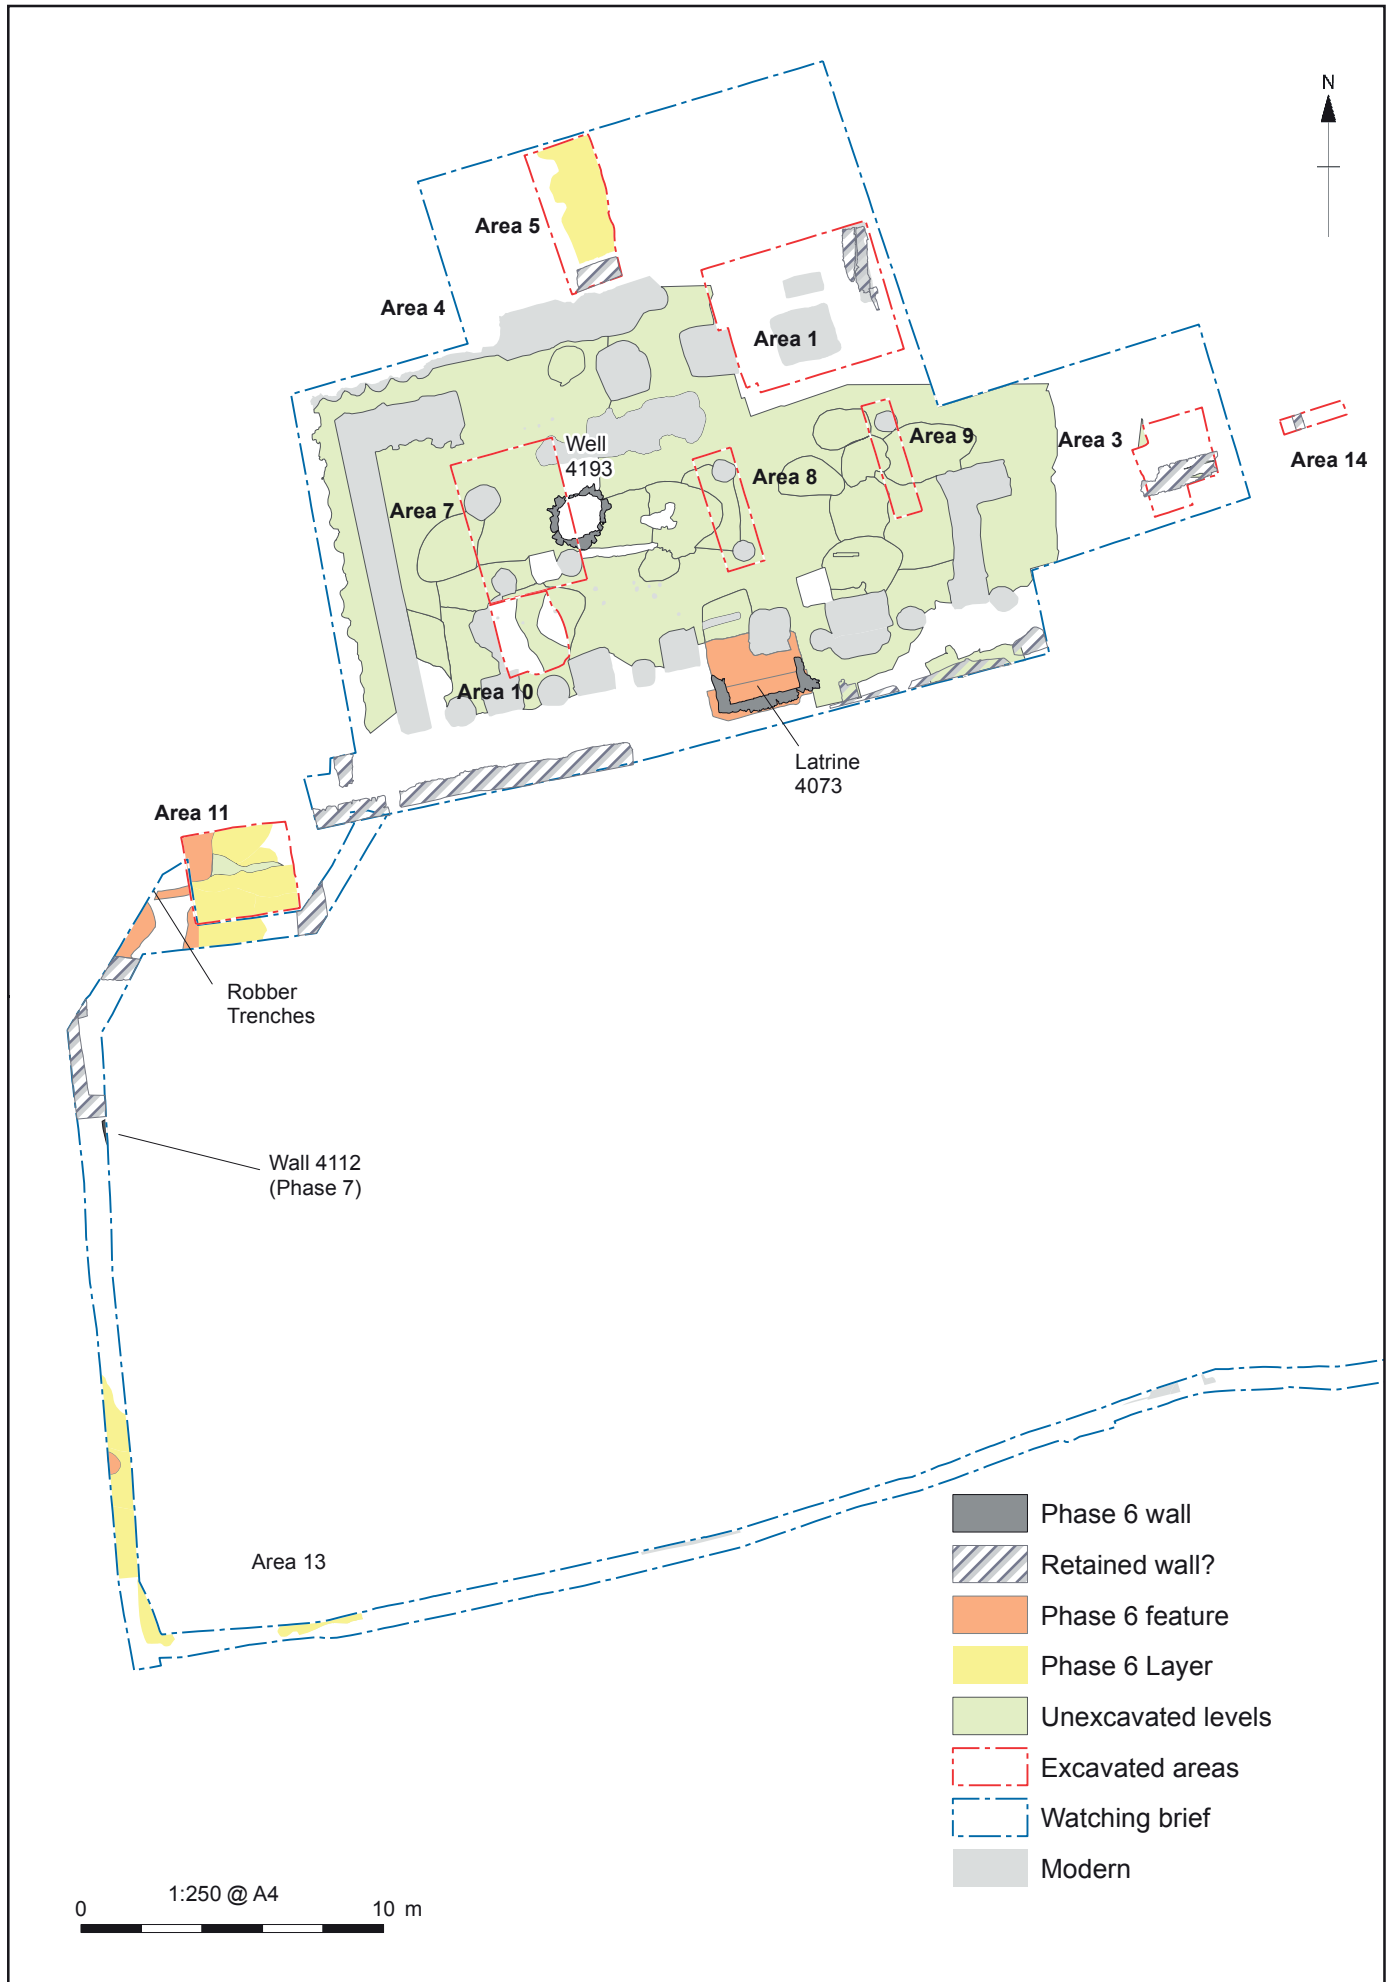 N
Area 5
Area 4
Area 1
Area 3
Area 9
Area 14
Well
4193
Area 8
Area 7
Area 10
Latrine
4073
Area 11
Robber
Trenches
Wall 4112
(Phase 7)
Area 13
Phase 6 wall
Retained wall?
Phase 6 feature
Phase 6 Layer
Unexcavated levels
Excavated areas
Watching brief
Modern
1:250 @ A4
0 10 m